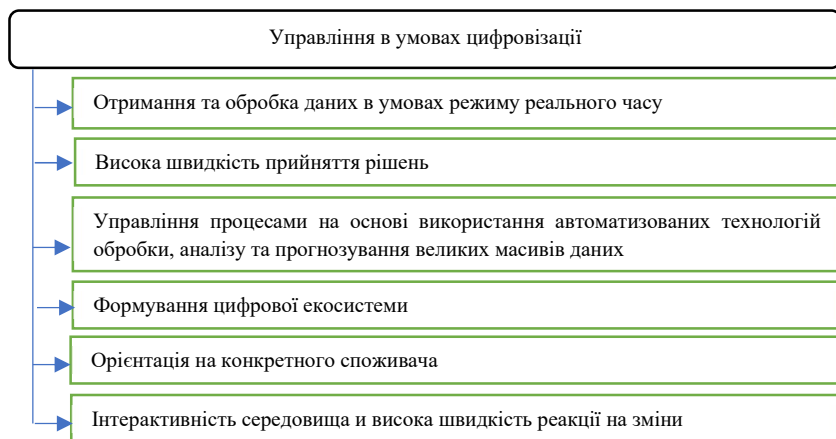 Управління в умовах цифровізації
Отримання та обробка даних в умовах режиму реального часу
Висока швидкість прийняття рішень
Управління процесами на основі використання автоматизованих технологій
обробки, аналізу та прогнозування великих масивів даних
Формування цифрової екосистеми
Орієнтація на конкретного споживача
Інтерактивність середовища и висока швидкість реакції на зміни